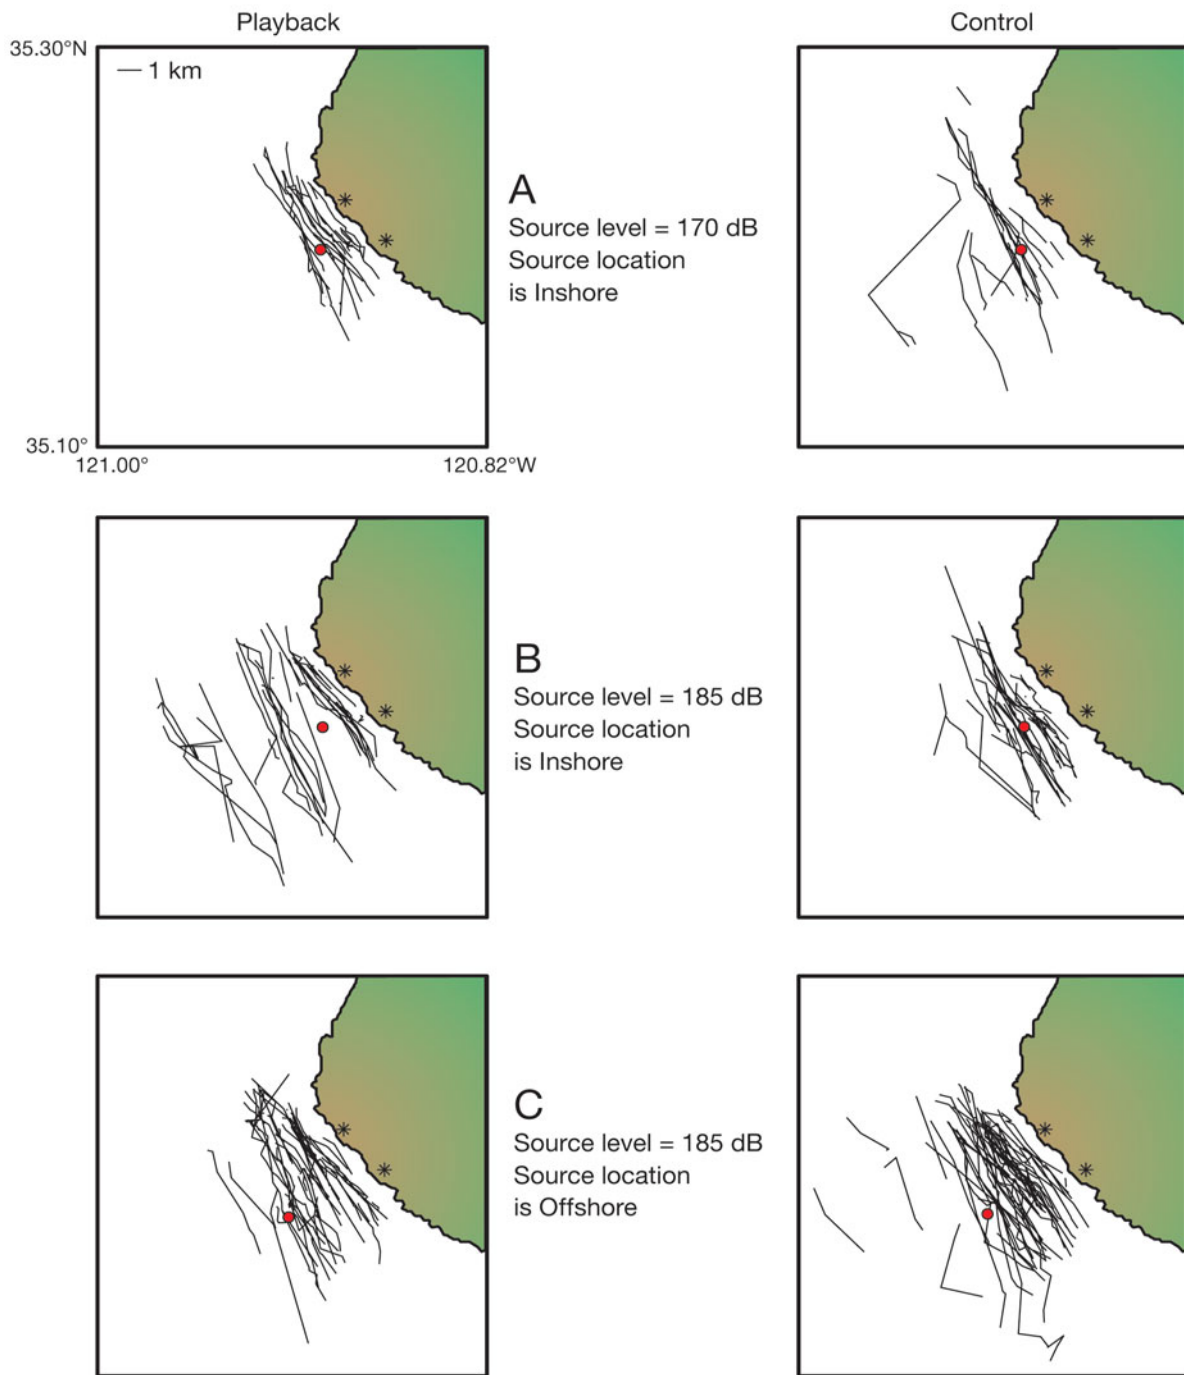 Playback
Control
35.30°N
1 km
A
Source level = 170 dB
Source location
is Inshore
35.10°
121.00°
120.82°W
B
Source level = 185 dB
Source location
is Inshore
C
Source level = 185 dB
Source location
is Offshore